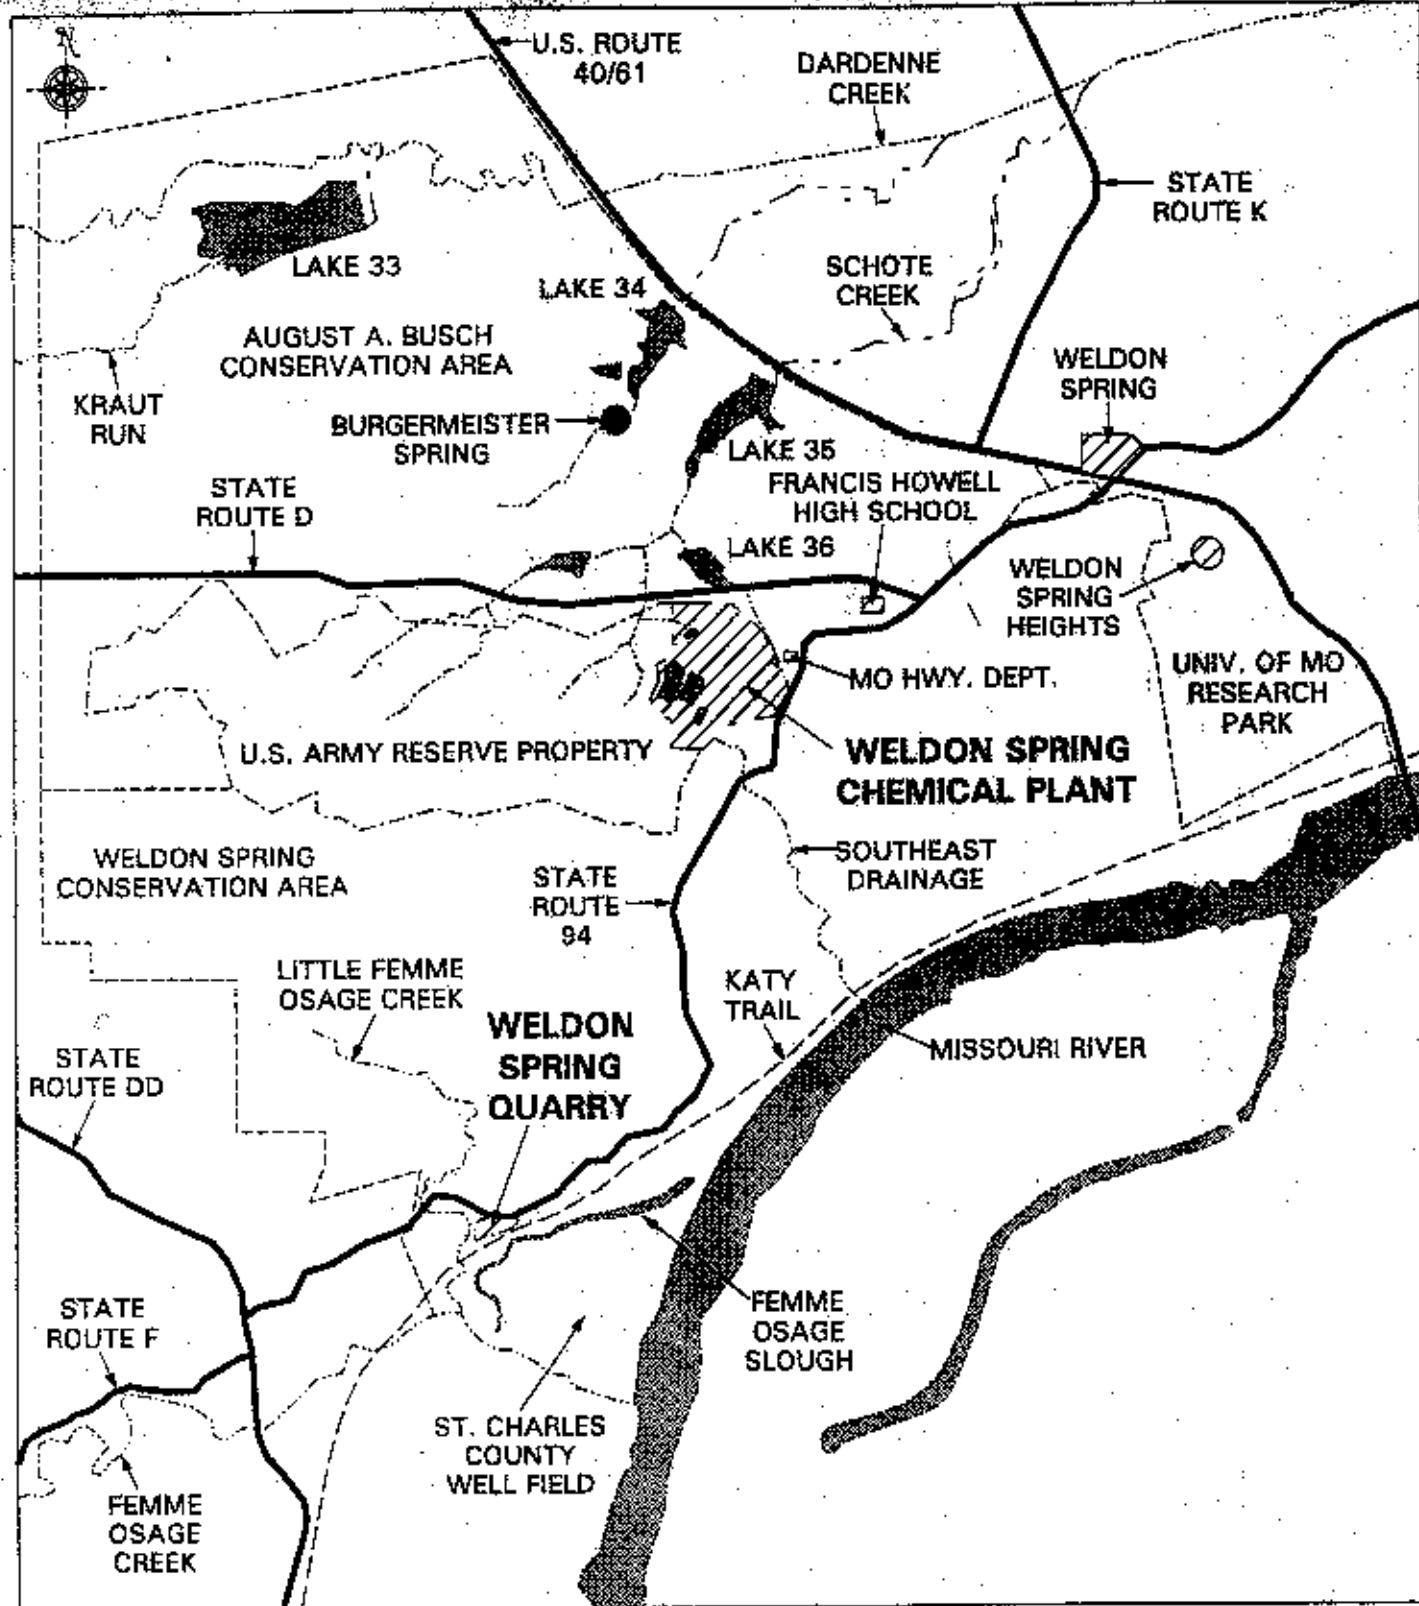 N
U.S. ROUTE
40/61
DARDENNE
CREEK
STATE
ROUTE K
LAKE 33
LAKE 34
SCHOTE
CREEK
AUGUST A. BUSCH
CONSERVATION AREA
WELDON
SPRING
KRAUT
RUN
BURGERMEISTER
SPRING
LAKE 35
FRANCIS HOWELL
HIGH SCHOOL
STATE
ROUTE D
LAKE 36
WELDON
SPRING
HEIGHTS
MO HWY. DEPT.
UNIV. OF MO
RESEARCH
PARK
U.S. ARMY RESERVE PROPERTY
WELDON SPRING
CHEMICAL PLANT
WELDON SPRING
CONSERVATION AREA
SOUTHEAST
DRAINAGE
STATE
ROUTE
94
LITTLE FEMME
OSAGE CREEK
KATY
TRAIL
WELDON
SPRING
QUARRY
MISSOURI RIVER
STATE
ROUTE DD
STATE
ROUTE F
FEMME
OSAGE
SLOUGH
ST. CHARLES
COUNTY
WELL FIELD
FEMME
OSAGE
CREEK